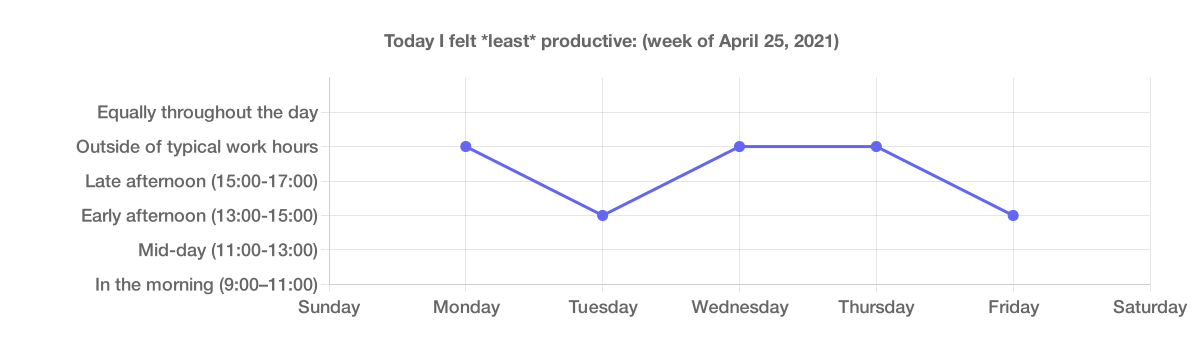 Today I felt *least* productive: (week of April 25, 2021)
Equally throughout the day
Outside of typical work hours
Late afternoon (15:00-17:00)
Early afternoon (13:00-15:00)
Mid-day (11:00-13:00)
In the morning (9:00–11:00)
Sunday Monday Tuesday Wednesday Thursday Friday Saturday